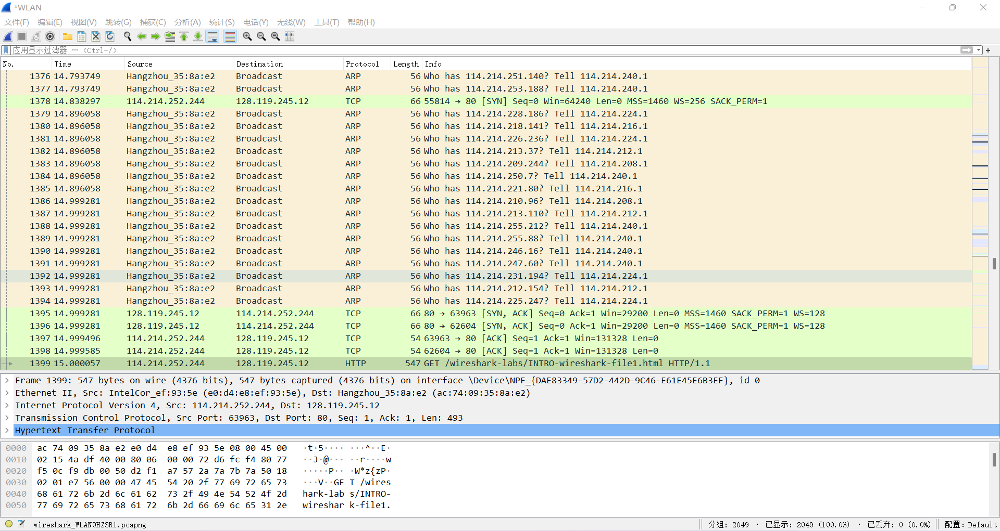 *WLAN
文件(F) 编辑(E) 视图(V) 跳转(G) 捕获(C) 分析(A) 统计(S) 电话(Y) 无线(W) 工具(T) 帮助(H)
应用显示过滤器 … <Ctrl-/>
No. Time Source Destination Protocol Length Info
1376 14.793749 Hangzhou_35:8a:e2 Broadcast ARP 56 Who has 114.214.251.140? Tell 114.214.240.1
1377 14.793749 Hangzhou_35:8a:e2 Broadcast ARP 56 Who has 114.214.253.188? Tell 114.214.240.1
1378 14.838297 114.214.252.244 128.119.245.12 TCP 66 55814 → 80 [SYN] Seq=0 Win=64240 Len=0 MSS=1460 WS=256 SACK_PERM=1
1379 14.896058 Hangzhou_35:8a:e2 Broadcast ARP 56 Who has 114.214.228.186? Tell 114.214.224.1
1380 14.896058 Hangzhou_35:8a:e2 Broadcast ARP 56 Who has 114.214.218.141? Tell 114.214.216.1
1381 14.896058 Hangzhou_35:8a:e2 Broadcast ARP 56 Who has 114.214.226.236? Tell 114.214.224.1
1382 14.896058 Hangzhou_35:8a:e2 Broadcast ARP 56 Who has 114.214.213.37? Tell 114.214.212.1
1383 14.896058 Hangzhou_35:8a:e2 Broadcast ARP 56 Who has 114.214.209.244? Tell 114.214.208.1
1384 14.896058 Hangzhou_35:8a:e2 Broadcast ARP 56 Who has 114.214.250.7? Tell 114.214.240.1
1385 14.896058 Hangzhou_35:8a:e2 Broadcast ARP 56 Who has 114.214.221.80? Tell 114.214.216.1
1386 14.999281 Hangzhou_35:8a:e2 Broadcast ARP 56 Who has 114.214.210.96? Tell 114.214.208.1
1387 14.999281 Hangzhou_35:8a:e2 Broadcast ARP 56 Who has 114.214.213.110? Tell 114.214.212.1
1388 14.999281 Hangzhou_35:8a:e2 Broadcast ARP 56 Who has 114.214.255.212? Tell 114.214.240.1
1389 14.999281 Hangzhou_35:8a:e2 Broadcast ARP 56 Who has 114.214.255.88? Tell 114.214.240.1
1390 14.999281 Hangzhou_35:8a:e2 Broadcast ARP 56 Who has 114.214.246.16? Tell 114.214.240.1
1391 14.999281 Hangzhou_35:8a:e2 Broadcast ARP 56 Who has 114.214.247.60? Tell 114.214.240.1
1392 14.999281 Hangzhou_35:8a:e2 Broadcast ARP 56 Who has 114.214.231.194? Tell 114.214.224.1
1393 14.999281 Hangzhou_35:8a:e2 Broadcast ARP 56 Who has 114.214.212.154? Tell 114.214.212.1
1394 14.999281 Hangzhou_35:8a:e2 Broadcast ARP 56 Who has 114.214.225.247? Tell 114.214.224.1
1395 14.999281 128.119.245.12 114.214.252.244 TCP 66 80 → 63963 [SYN, ACK] Seq=0 Ack=1 Win=29200 Len=0 MSS=1460 SACK_PERM=1 WS=128
1396 14.999281 128.119.245.12 114.214.252.244 TCP 66 80 → 62604 [SYN, ACK] Seq=0 Ack=1 Win=29200 Len=0 MSS=1460 SACK_PERM=1 WS=128
1397 14.999496 114.214.252.244 128.119.245.12 TCP 54 63963 → 80 [ACK] Seq=1 Ack=1 Win=131328 Len=0
1398 14.999585 114.214.252.244 128.119.245.12 TCP 54 62604 → 80 [ACK] Seq=1 Ack=1 Win=131328 Len=0
1399 15.000057 114.214.252.244 128.119.245.12 HTTP 547 GET /wireshark-labs/INTRO-wireshark-file1.html HTTP/1.1
Frame 1399: 547 bytes on wire (4376 bits), 547 bytes captured (4376 bits) on interface \Device\NPF_{DAE83349-57D2-442D-9C46-E61E45E6B3EF}, id 0
Ethernet II, Src: IntelCor_ef:93:5e (e0:d4:e8:ef:93:5e), Dst: Hangzhou_35:8a:e2 (ac:74:09:35:8a:e2)
Internet Protocol Version 4, Src: 114.214.252.244, Dst: 128.119.245.12
Transmission Control Protocol, Src Port: 63963, Dst Port: 80, Seq: 1, Ack: 1, Len: 493
Hypertext Transfer Protocol
0000 ac 74 09 35 8a e2 e0 d4 e8 ef 93 5e 08 00 45 00 ·t·5···· ···^··E·
0010 02 15 4a df 40 00 80 06 00 00 72 d6 fc f4 80 77 ··J·@··· ··r····w
0020 f5 0c f9 db 00 50 d2 f1 a7 57 2a 7a 7b 7a 50 18 ·····P·· ·W*z{zP·
0030 02 01 e7 56 00 00 47 45 54 20 2f 77 69 72 65 73 ···V··GE T /wires
0040 68 61 72 6b 2d 6c 61 62 73 2f 49 4e 54 52 4f 2d hark-lab s/INTRO-
0050 77 69 72 65 73 68 61 72 6b 2d 66 69 6c 65 31 2e wireshar k-file1.
wireshark_WLAN9HZ3R1.pcapng 分组: 2049 · 已显示: 2049 (100.0%) · 已丢弃: 0 (0.0%) 配置: Default